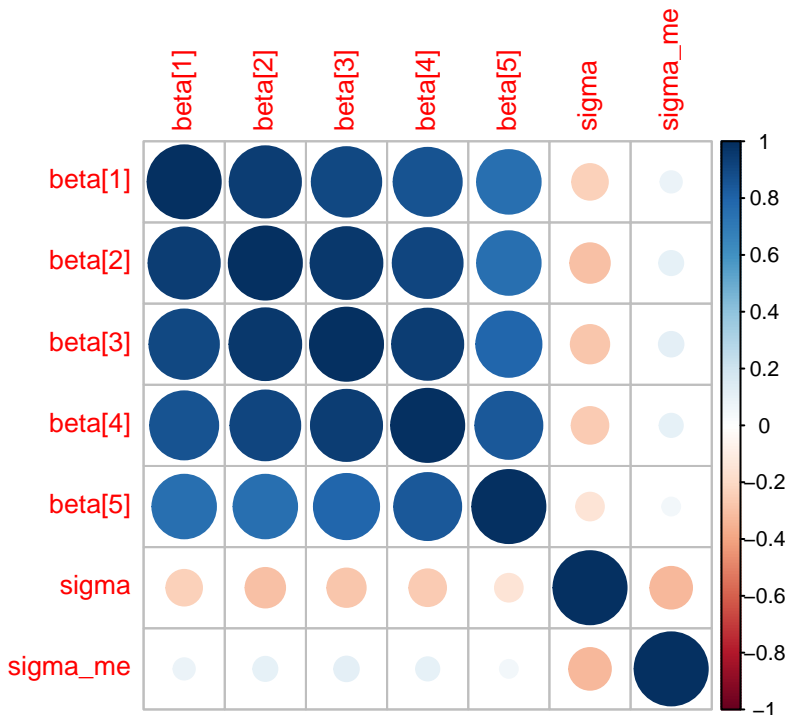 beta[1]
beta[2]
beta[3]
beta[4]
beta[5]
sigma
sigma_me
beta[1]
beta[2]
beta[3]
beta[4]
beta[5]
sigma
sigma_me
1
0.8
0.6
0.4
0.2
0
−0.2
−0.4
−0.6
−0.8
−1